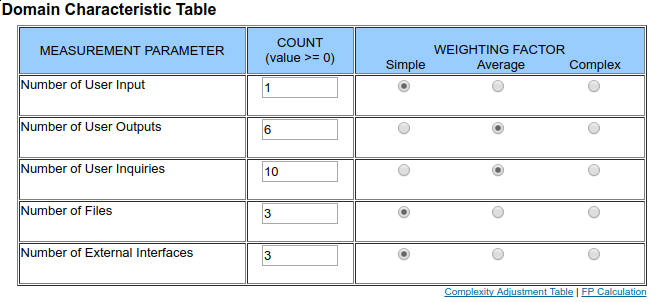 Domain Characteristic Table
MEASUREMENT PARAMETER
COUNT
(value >= 0)
WEIGHTING FACTOR
Simple Average Complex
Number of User Input 1
Number of User Outputs 6
Number of User Inquiries 10
Number of Files 3
Number of External Interfaces 3
Complexity Adjustment Table | FP Calculation